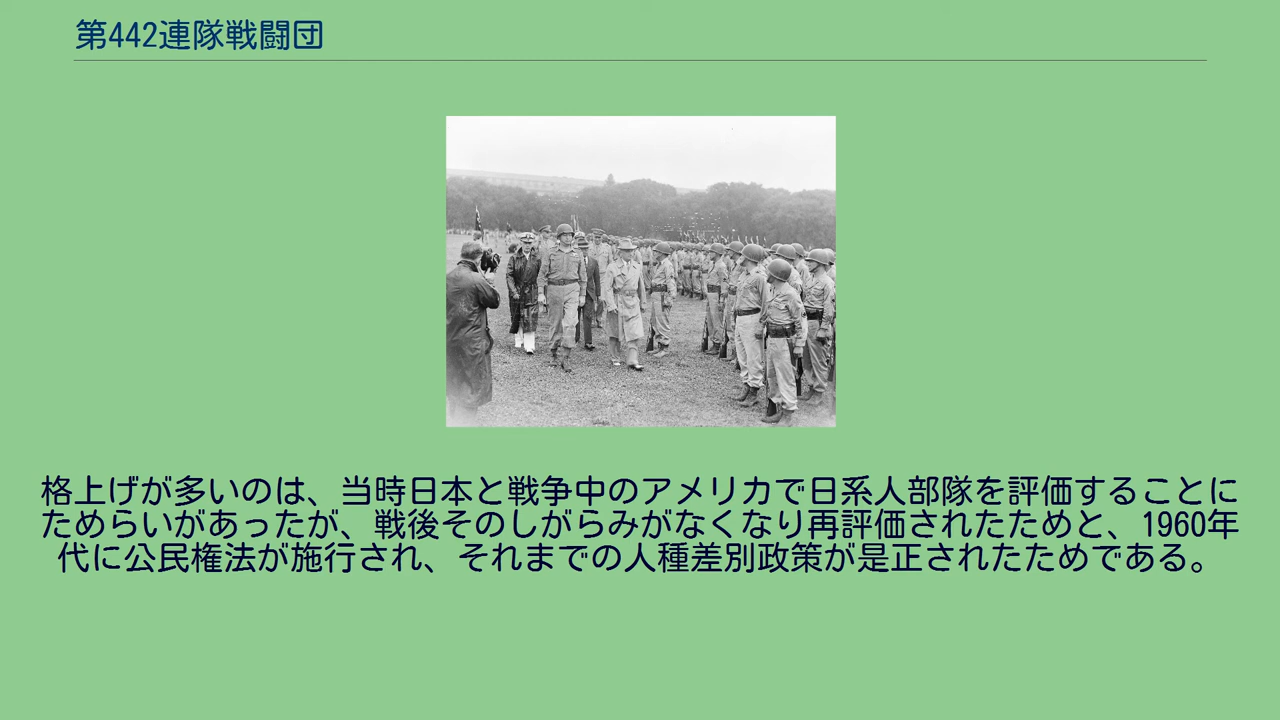 第442連隊戦闘団
格上げが多いのは、当時日本と戦争中のアメリカで日系人部隊を評価することに
ためらいがあったが、戦後そのしがらみがなくなり再評価されたためと、1960年
代に公民権法が施行され、それまでの人種差別政策が是正されたためである。